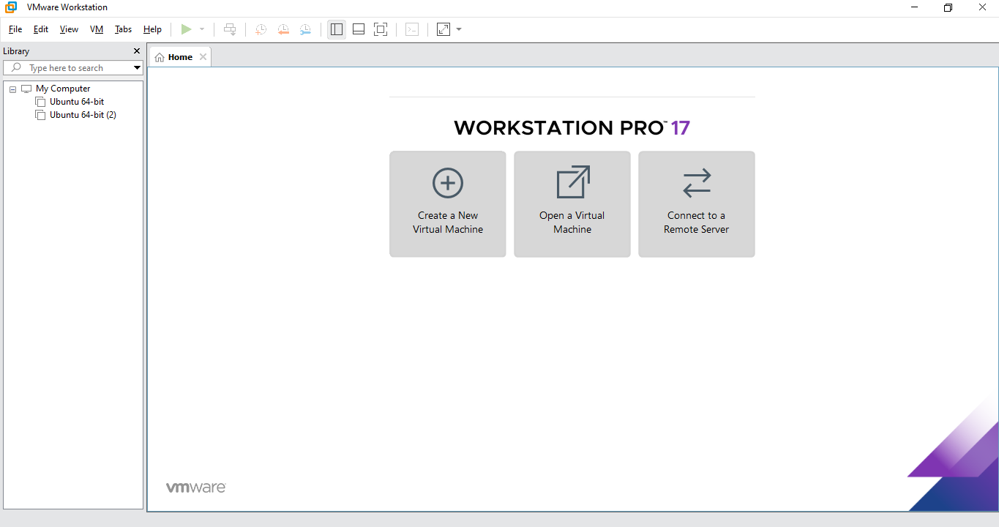 VMware Workstation
File Edit View VM Tabs Help
Library
Type here to search
My Computer
Ubuntu 64-bit
Ubuntu 64-bit (2)
Home
WORKSTATION PRO™ 17
Create a New
Virtual Machine
Open a Virtual
Machine
Connect to a
Remote Server
vmware